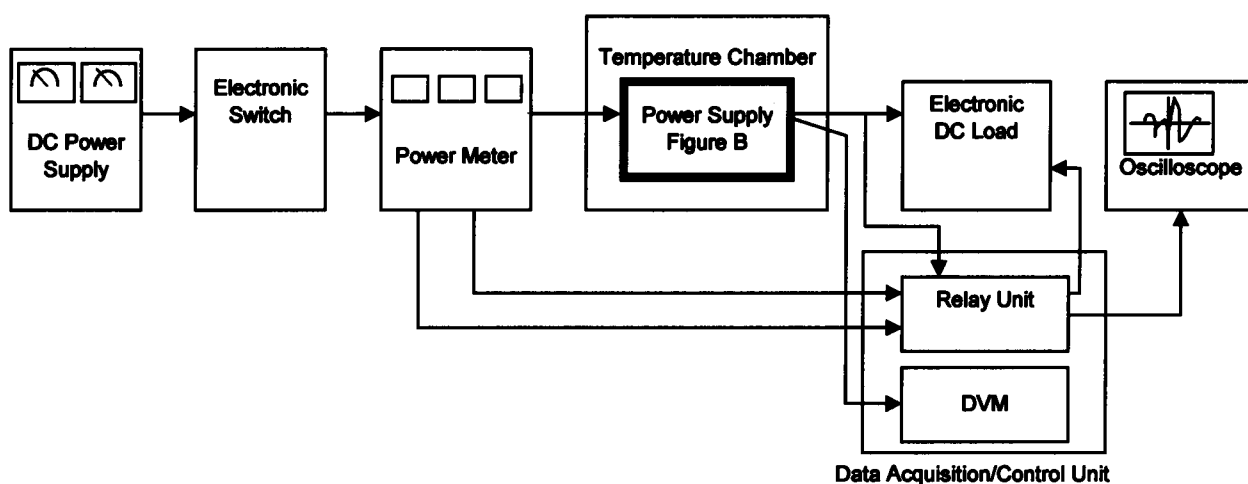 DC Power
Supply
Electronic
Switch
Power Meter
Temperature Chamber
Power Supply
Figure B
Electronic
DC Load
Oscilloscope
Relay Unit
DVM
Data Acquisition/Control Unit